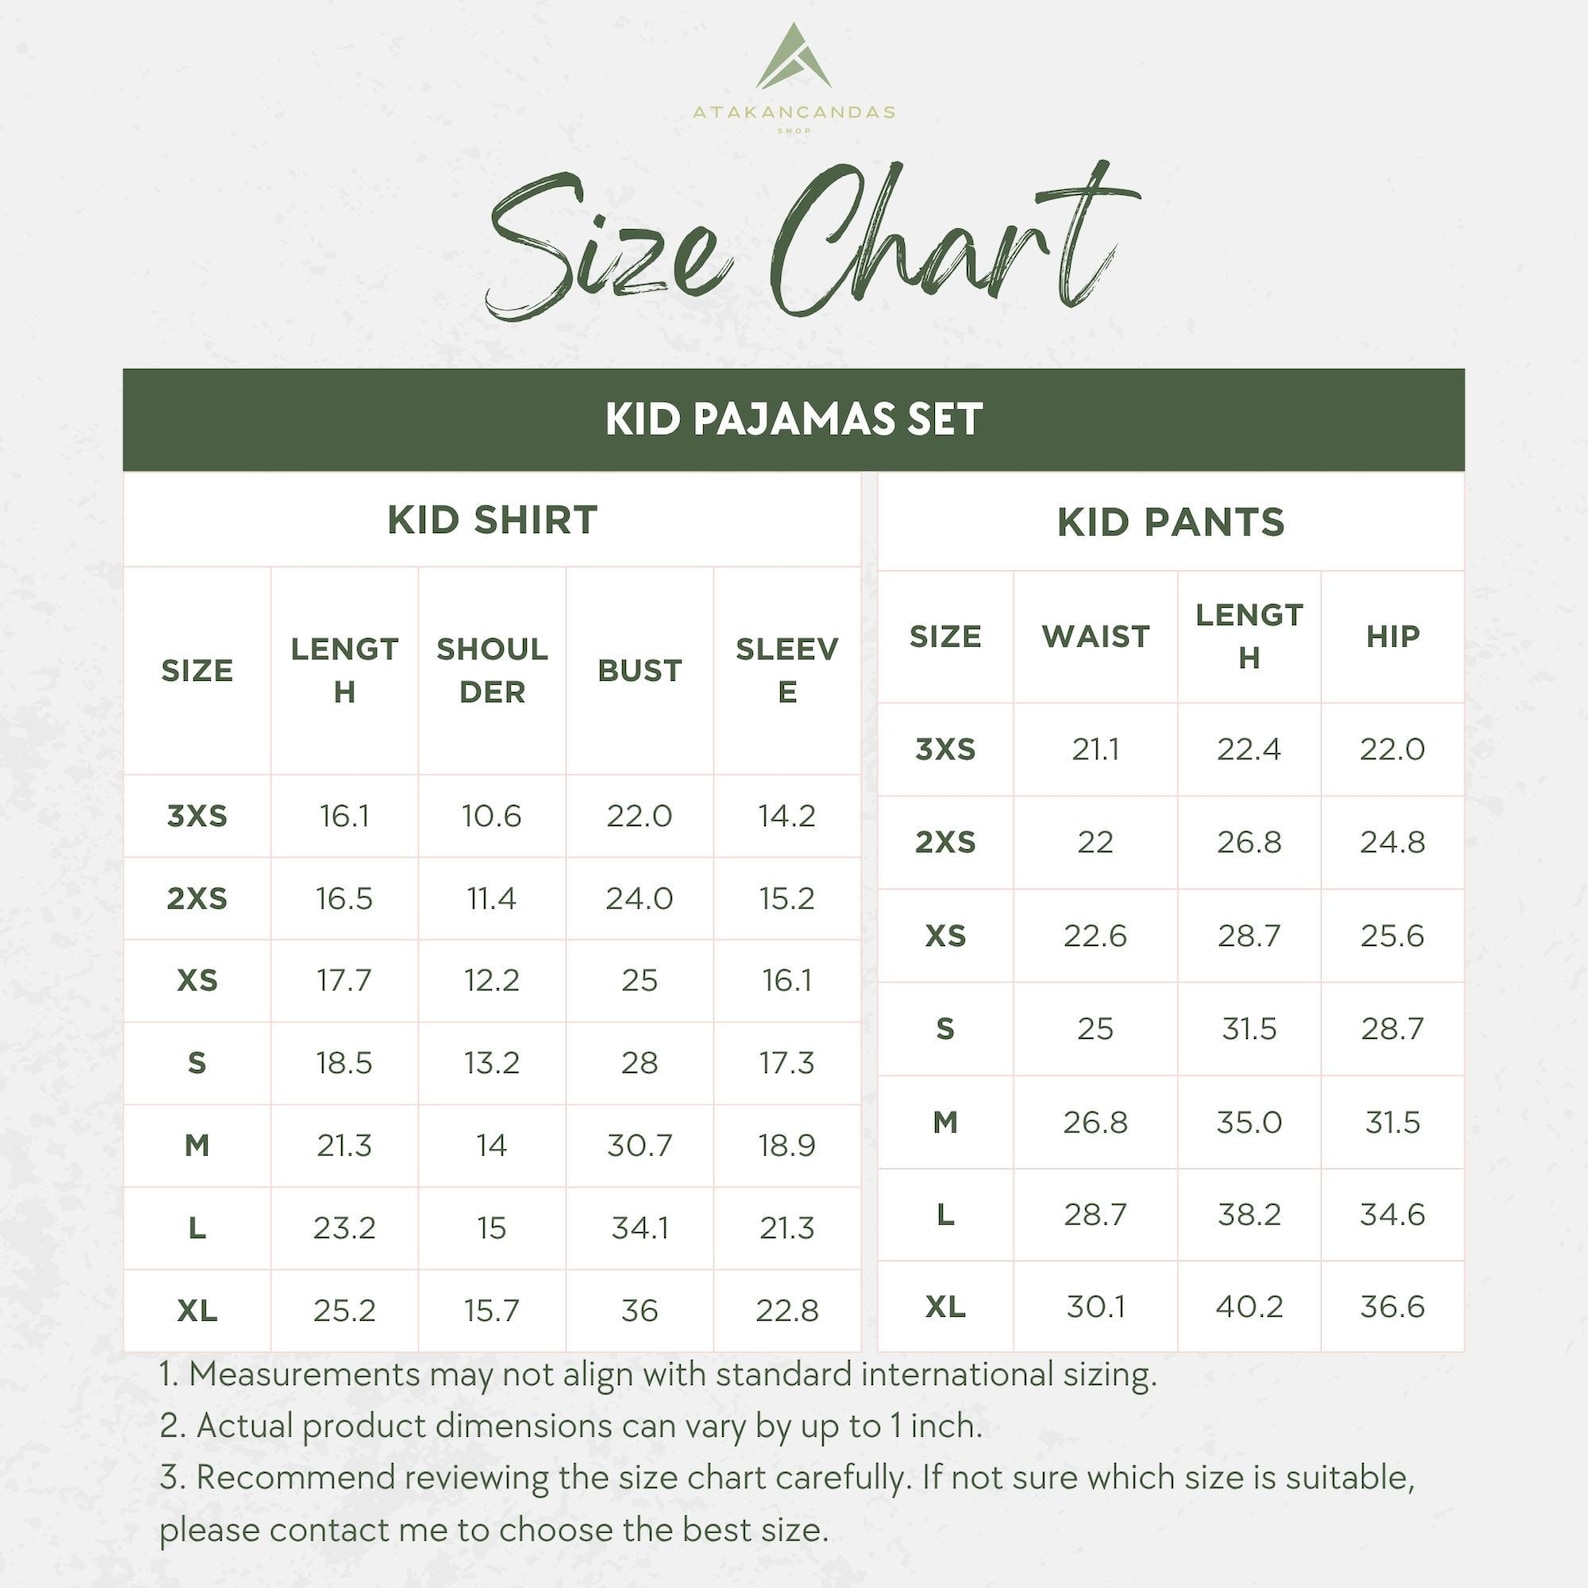 ATAKANCANDAS
SHOP
Size Chart
KID PAJAMAS SET
KID SHIRT
SIZE LENGT SHOUL BUST SLEEV
H DER E
3XS 16.1 10.6 22.0 14.2
2XS 16.5 11.4 24.0 15.2
XS 17.7 12.2 25 16.1
S 18.5 13.2 28 17.3
M 21.3 14 30.7 18.9
L 23.2 15 34.1 21.3
XL 25.2 15.7 36 22.8
KID PANTS
SIZE WAIST LENGT HIP
H
3XS 21.1 22.4 22.0
2XS 22 26.8 24.8
XS 22.6 28.7 25.6
S 25 31.5 28.7
M 26.8 35.0 31.5
L 28.7 38.2 34.6
XL 30.1 40.2 36.6
1. Measurements may not align with standard international sizing.
2. Actual product dimensions can vary by up to 1 inch.
3. Recommend reviewing the size chart carefully. If not sure which size is suitable,
please contact me to choose the best size.